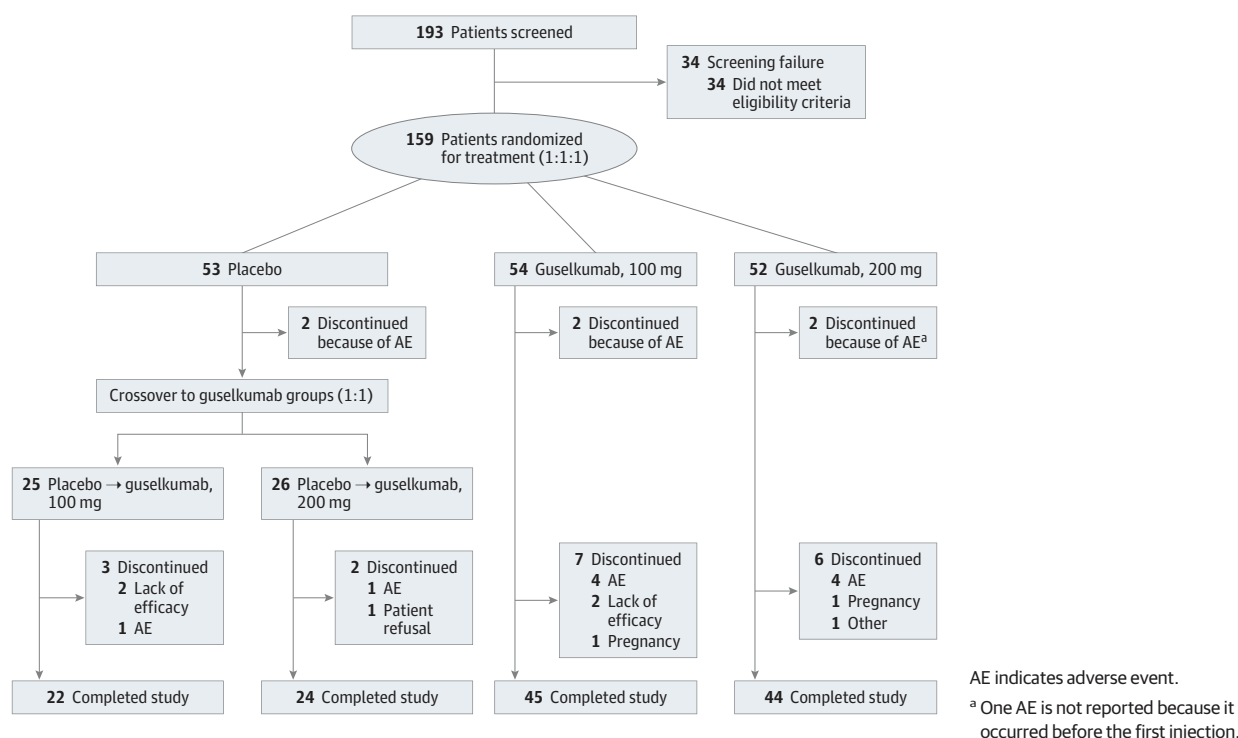 193 Patients screened
34 Screening failure
34 Did not meet
eligibility criteria
159 Patients randomized
for treatment (1:1:1)
53 Placebo
54 Guselkumab, 100 mg
52 Guselkumab, 200 mg
2 Discontinued
because of AE
2 Discontinued
because of AE
2 Discontinued
because of AEᵃ
Crossover to guselkumab groups (1:1)
25 Placebo → guselkumab,
100 mg
26 Placebo → guselkumab,
200 mg
3 Discontinued
2 Lack of
efficacy
1 AE
2 Discontinued
1 AE
1 Patient
refusal
7 Discontinued
4 AE
2 Lack of
efficacy
1 Pregnancy
6 Discontinued
4 AE
1 Pregnancy
1 Other
22 Completed study
24 Completed study
45 Completed study
44 Completed study
AE indicates adverse event.
ᵃ One AE is not reported because it
occurred before the first injection.